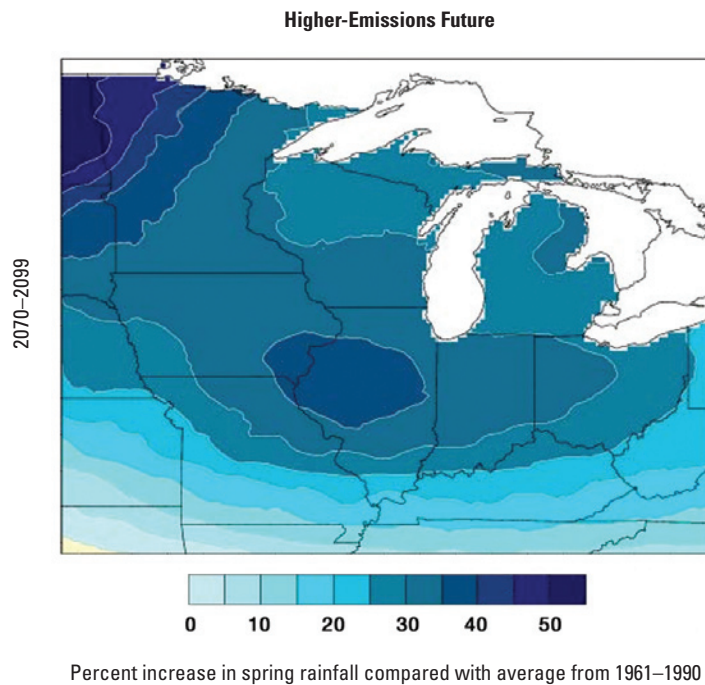 Higher-Emissions Future
2070–2099
0 10 20 30 40 50
Percent increase in spring rainfall compared with average from 1961–1990